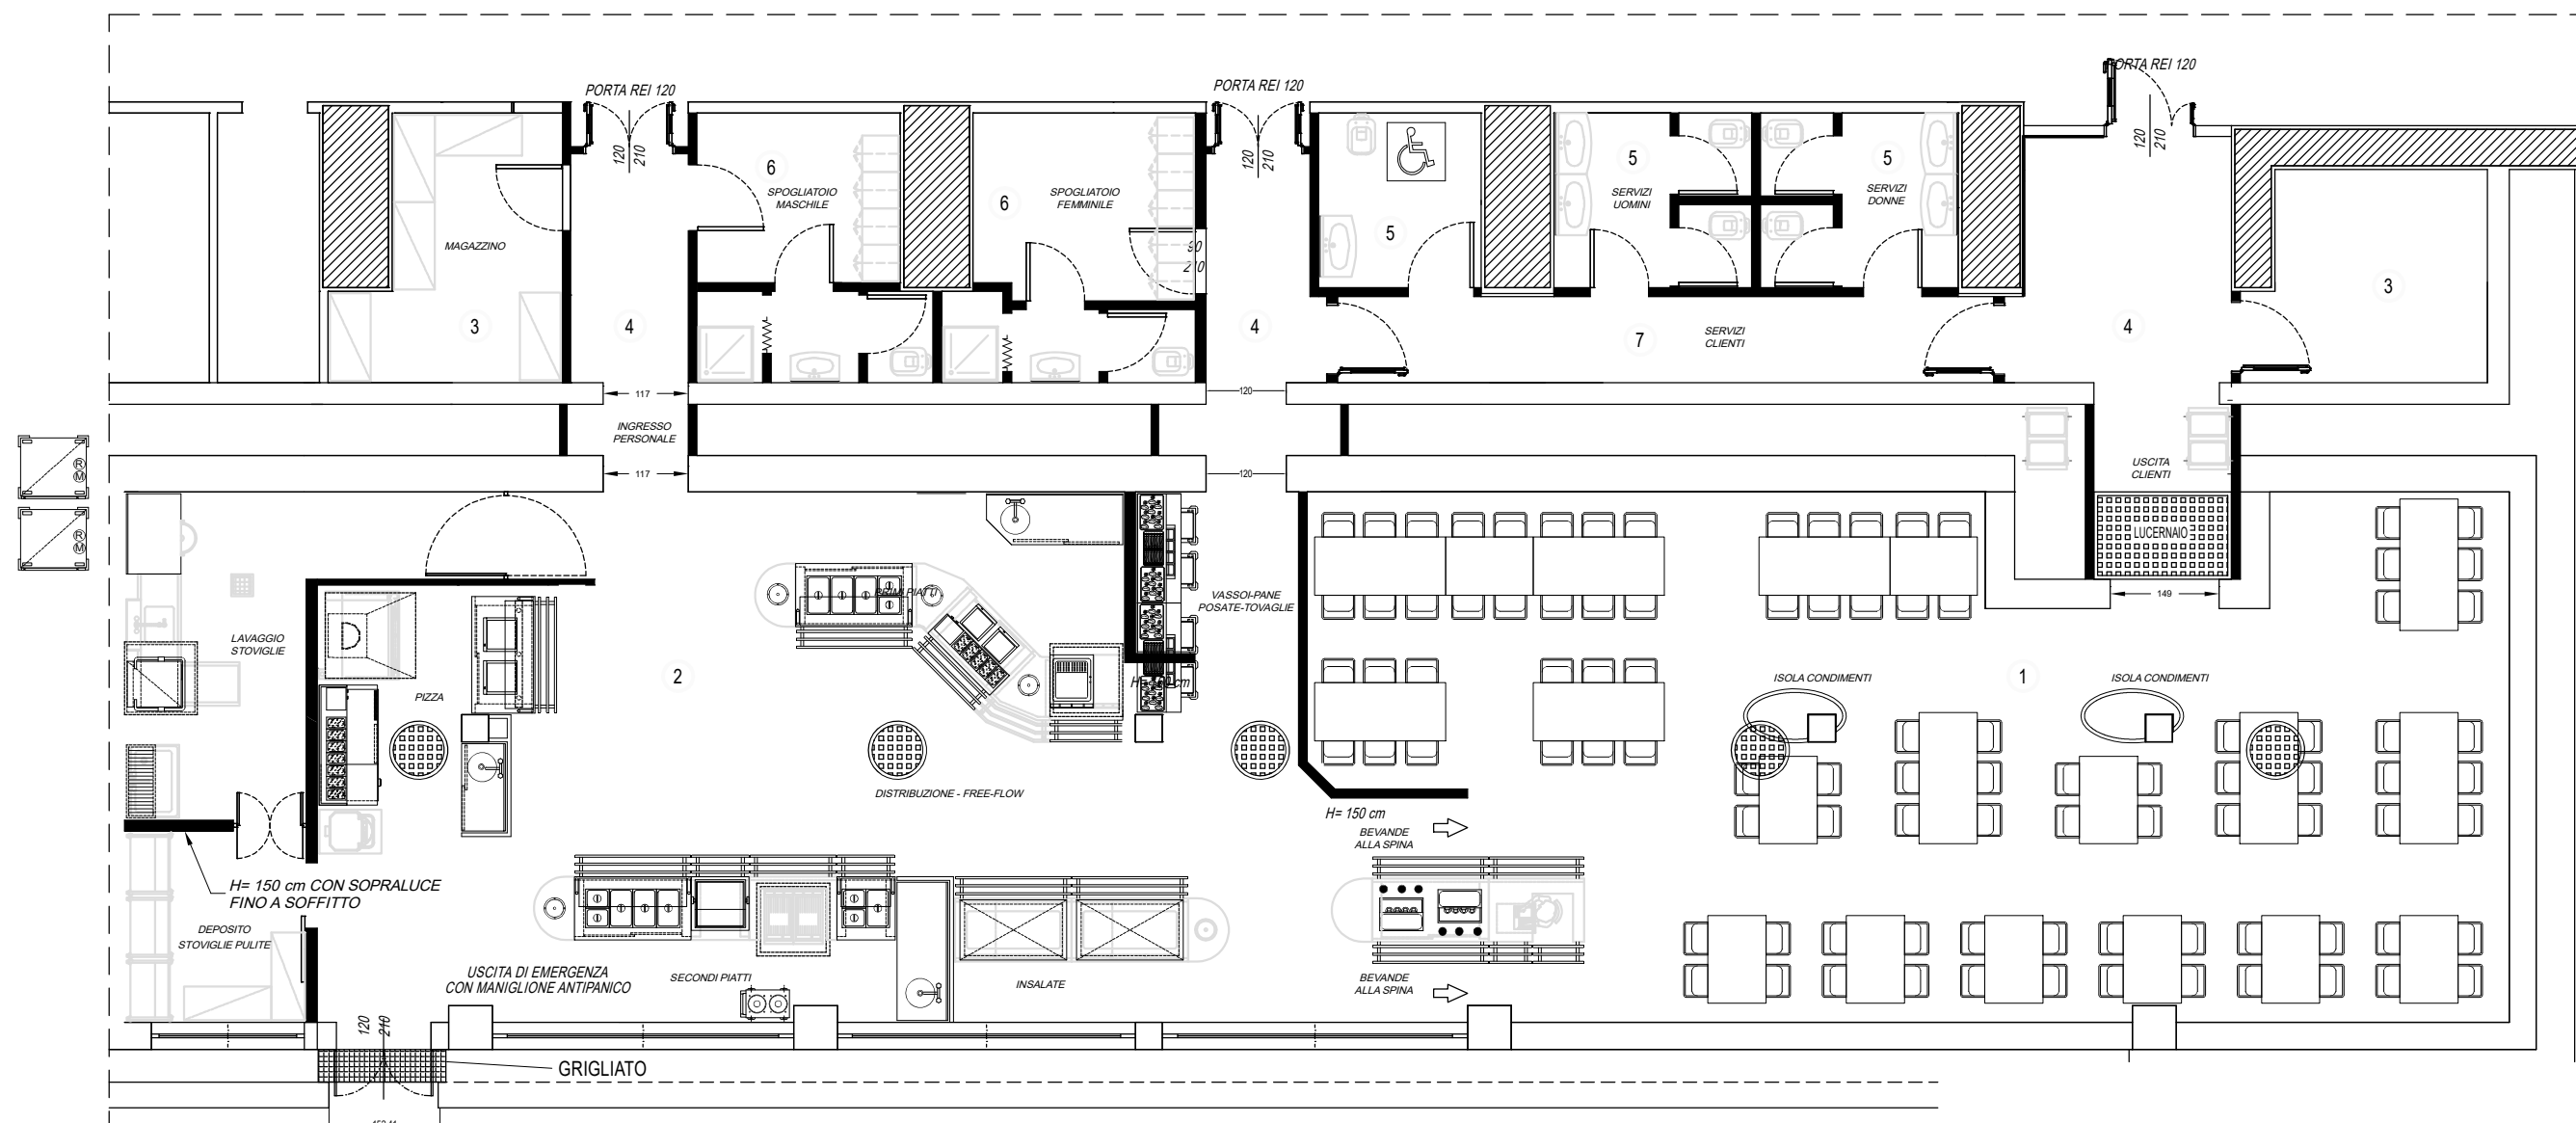 PORTA REI 120
PORTA REI 120
PORTA REI 120
120
210
120
210
120
210
6
SPOGLIATOIO
MASCHILE
6
SPOGLIATOIO
FEMMINILE
90
210
5
5
SERVIZI
UOMINI
5
SERVIZI
DONNE
MAGAZZINO
3
4
4
7
SERVIZI
CLIENTI
4
3
117
120
INGRESSO
PERSONALE
117
120
USCITA
CLIENTI
R
M
R
M
LUCERNAIO
149
LAVAGGIO
STOVIGLIE
PIZZA
2
PRIMI PIATTI
VASSOI-PANE
POSATE-TOVAGLIE
H= 150 cm
ISOLA CONDIMENTI
1
ISOLA CONDIMENTI
DISTRIBUZIONE - FREE-FLOW
H= 150 cm
BEVANDE
ALLA SPINA
H= 150 cm CON SOPRALUCE
FINO A SOFFITTO
DEPOSITO
STOVIGLIE PULITE
USCITA DI EMERGENZA
CON MANIGLIONE ANTIPANICO
SECONDI PIATTI
INSALATE
BEVANDE
ALLA SPINA
120
210
GRIGLIATO